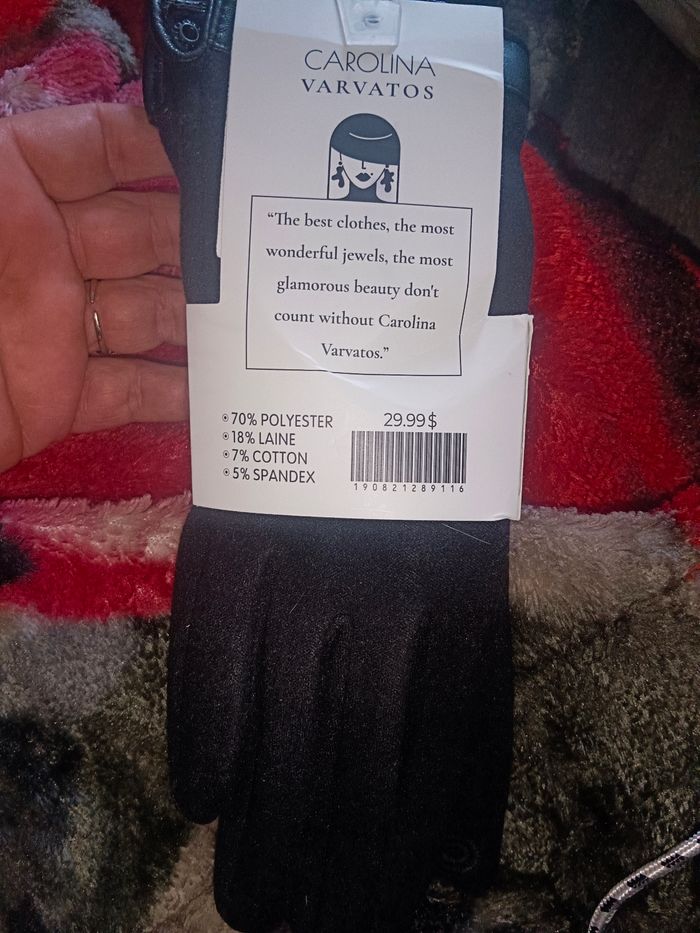 CAROLINA
VARVATOS
“The best clothes, the most
wonderful jewels, the most
glamorous beauty don't
count without Carolina
Varvatos.”
70% POLYESTER
18% LAINE
7% COTTON
5% SPANDEX
29.99$
190821289116